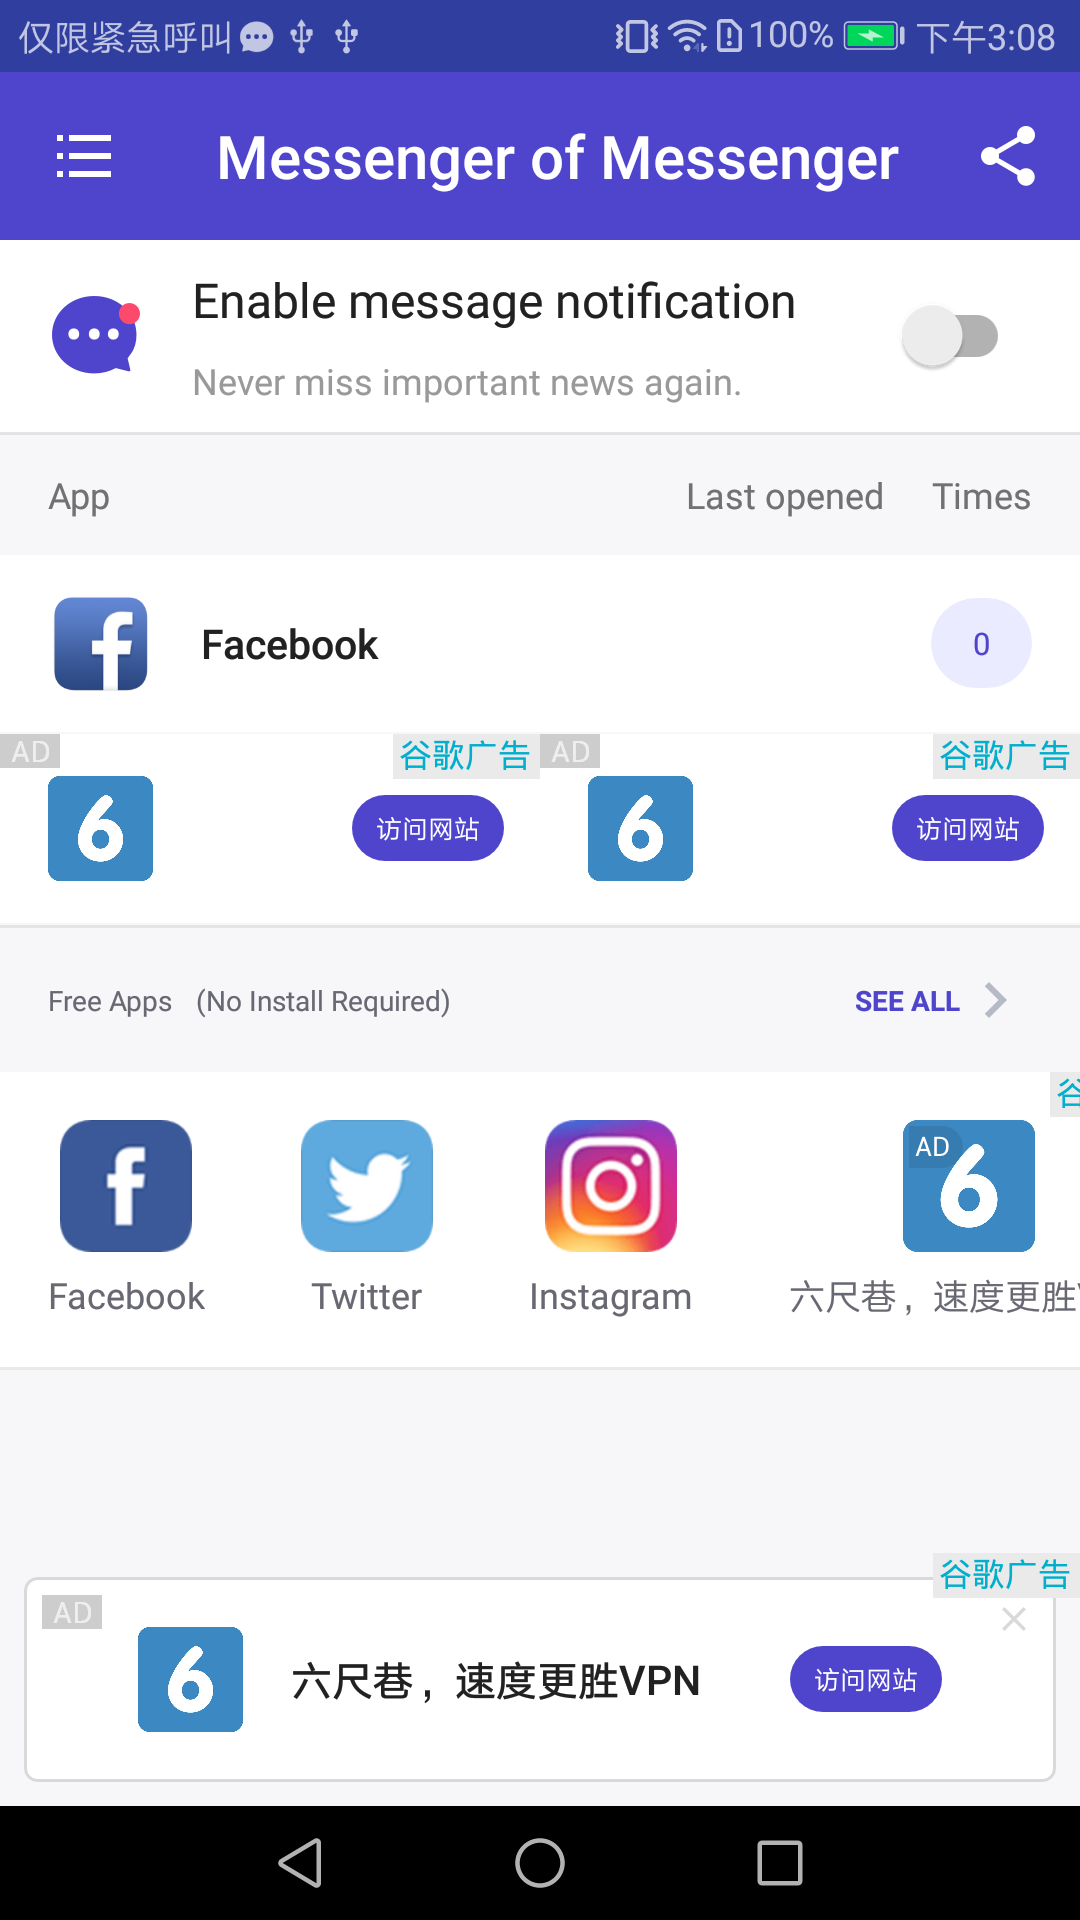 仅限紧急呼叫 100% 下午3:08
Messenger of Messenger
Enable message notification
Never miss important news again.
App Last opened Times
Facebook 0
AD 谷歌广告 AD 谷歌广告
6 访问网站 6 访问网站
Free Apps (No Install Required) SEE ALL
谷
AD 6
Facebook Twitter Instagram 六尺巷，速度更胜V
谷歌广告
AD
6 六尺巷，速度更胜VPN 访问网站